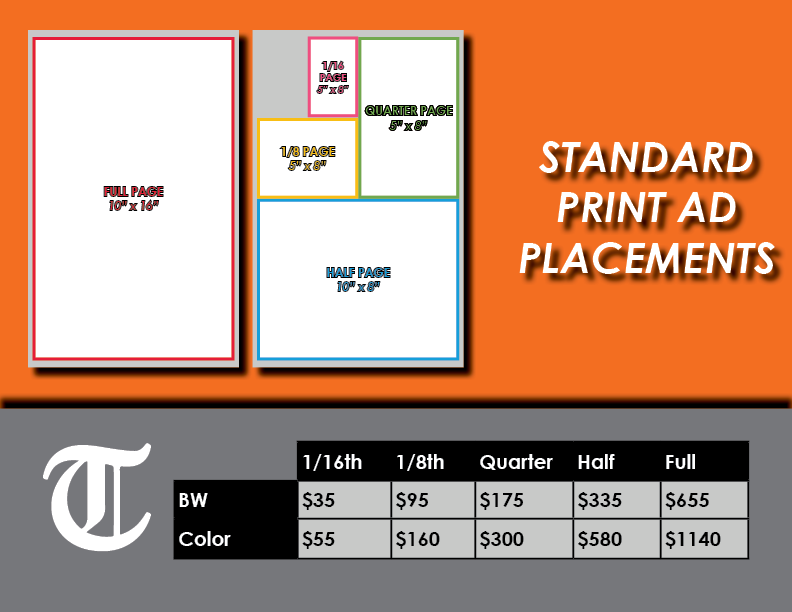 FULL PAGE
10" x 16"
1/16
PAGE
5" x 8"
QUARTER PAGE
5" x 8"
1/8 PAGE
5" x 8"
HALF PAGE
10" x 8"
STANDARD
PRINT AD
PLACEMENTS
T
1/16th 1/8th Quarter Half Full
BW $35 $95 $175 $335 $655
Color $55 $160 $300 $580 $1140